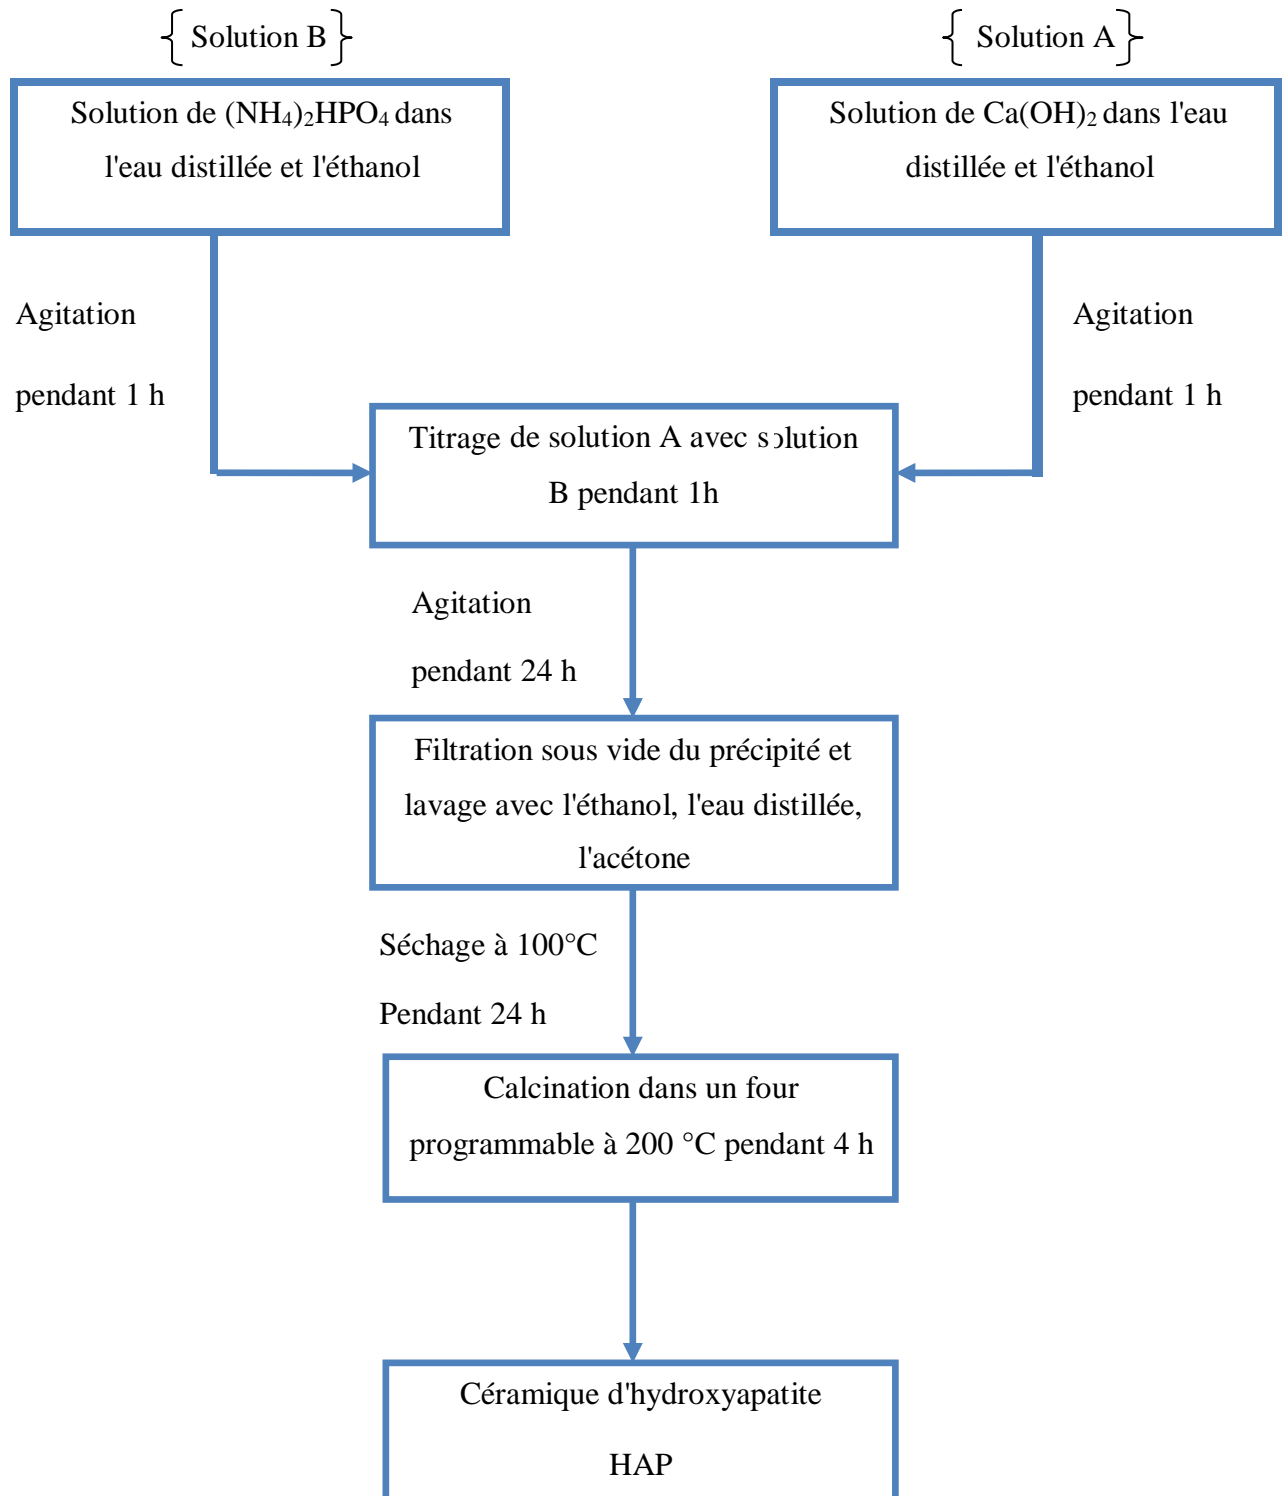 { Solution B }
{ Solution A }
Solution de (NH₄)₂HPO₄ dans
l'eau distillée et l'éthanol
Solution de Ca(OH)₂ dans l'eau
distillée et l'éthanol
Agitation
pendant 1 h
Agitation
pendant 1 h
Titrage de solution A avec solution
B pendant 1h
Agitation
pendant 24 h
Filtration sous vide du précipité et
lavage avec l'éthanol, l'eau distillée,
l'acétone
Séchage à 100°C
Pendant 24 h
Calcination dans un four
programmable à 200 °C pendant 4 h
Céramique d'hydroxyapatite
HAP